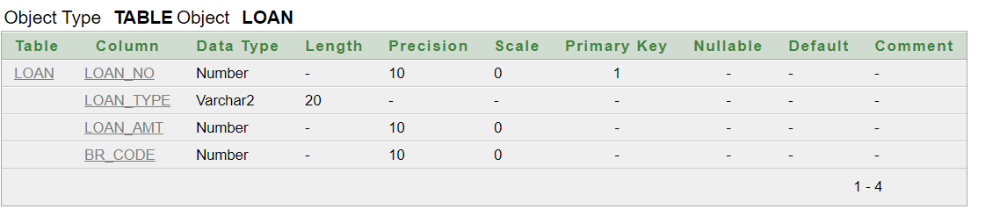 Object Type TABLE Object LOAN
Table Column Data Type Length Precision Scale Primary Key Nullable Default Comment
LOAN LOAN_NO Number - 10 0 1 - - -
LOAN_TYPE Varchar2 20 - - - - - -
LOAN_AMT Number - 10 0 - - - -
BR_CODE Number - 10 0 - - - -
1 - 4